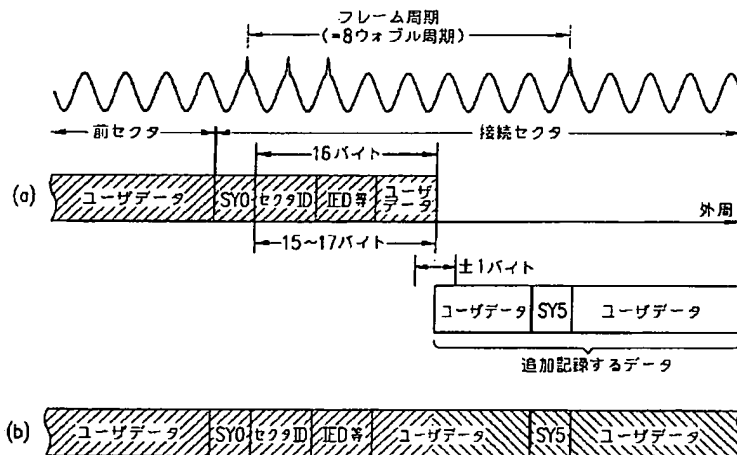 フレーム周期
(=8ウォブル周期)
前セクタ
接続セクタ
16バイト
(a)
ユーザデータ
SY0
セクタID
IED等
ユーザ
データ
外周
15~17バイト
±1バイト
ユーザデータ
SY5
ユーザデータ
追加記録するデータ
(b)
ユーザデータ
SY0
セクタID
IED等
ユーザデータ
SY5
ユーザデータ